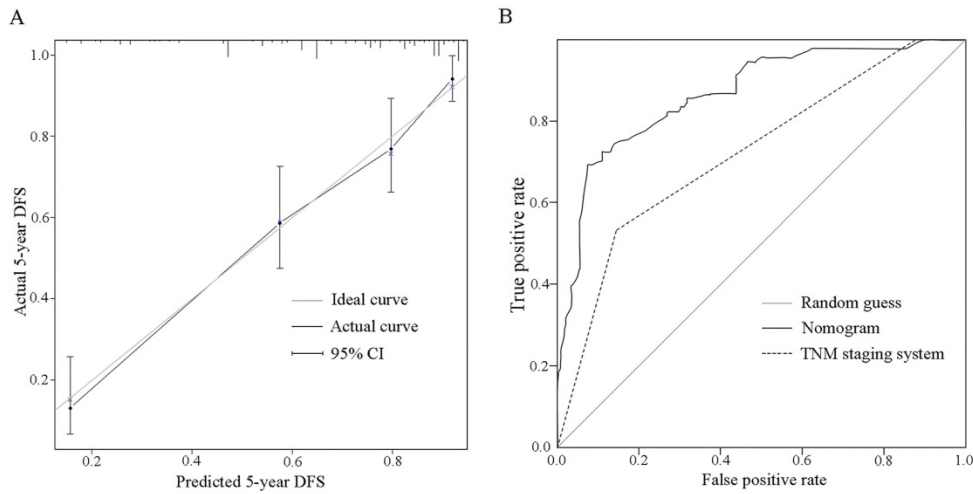 A
1.0
0.8
0.6
0.4
0.2
0.2
0.4
0.6
0.8
Actual 5-year DFS
Predicted 5-year DFS
Ideal curve
Actual curve
95% CI
B
1.0
0.8
0.6
0.4
0.2
0.0
0.0
0.2
0.4
0.6
0.8
1.0
True positive rate
False positive rate
Random guess
Nomogram
TNM staging system